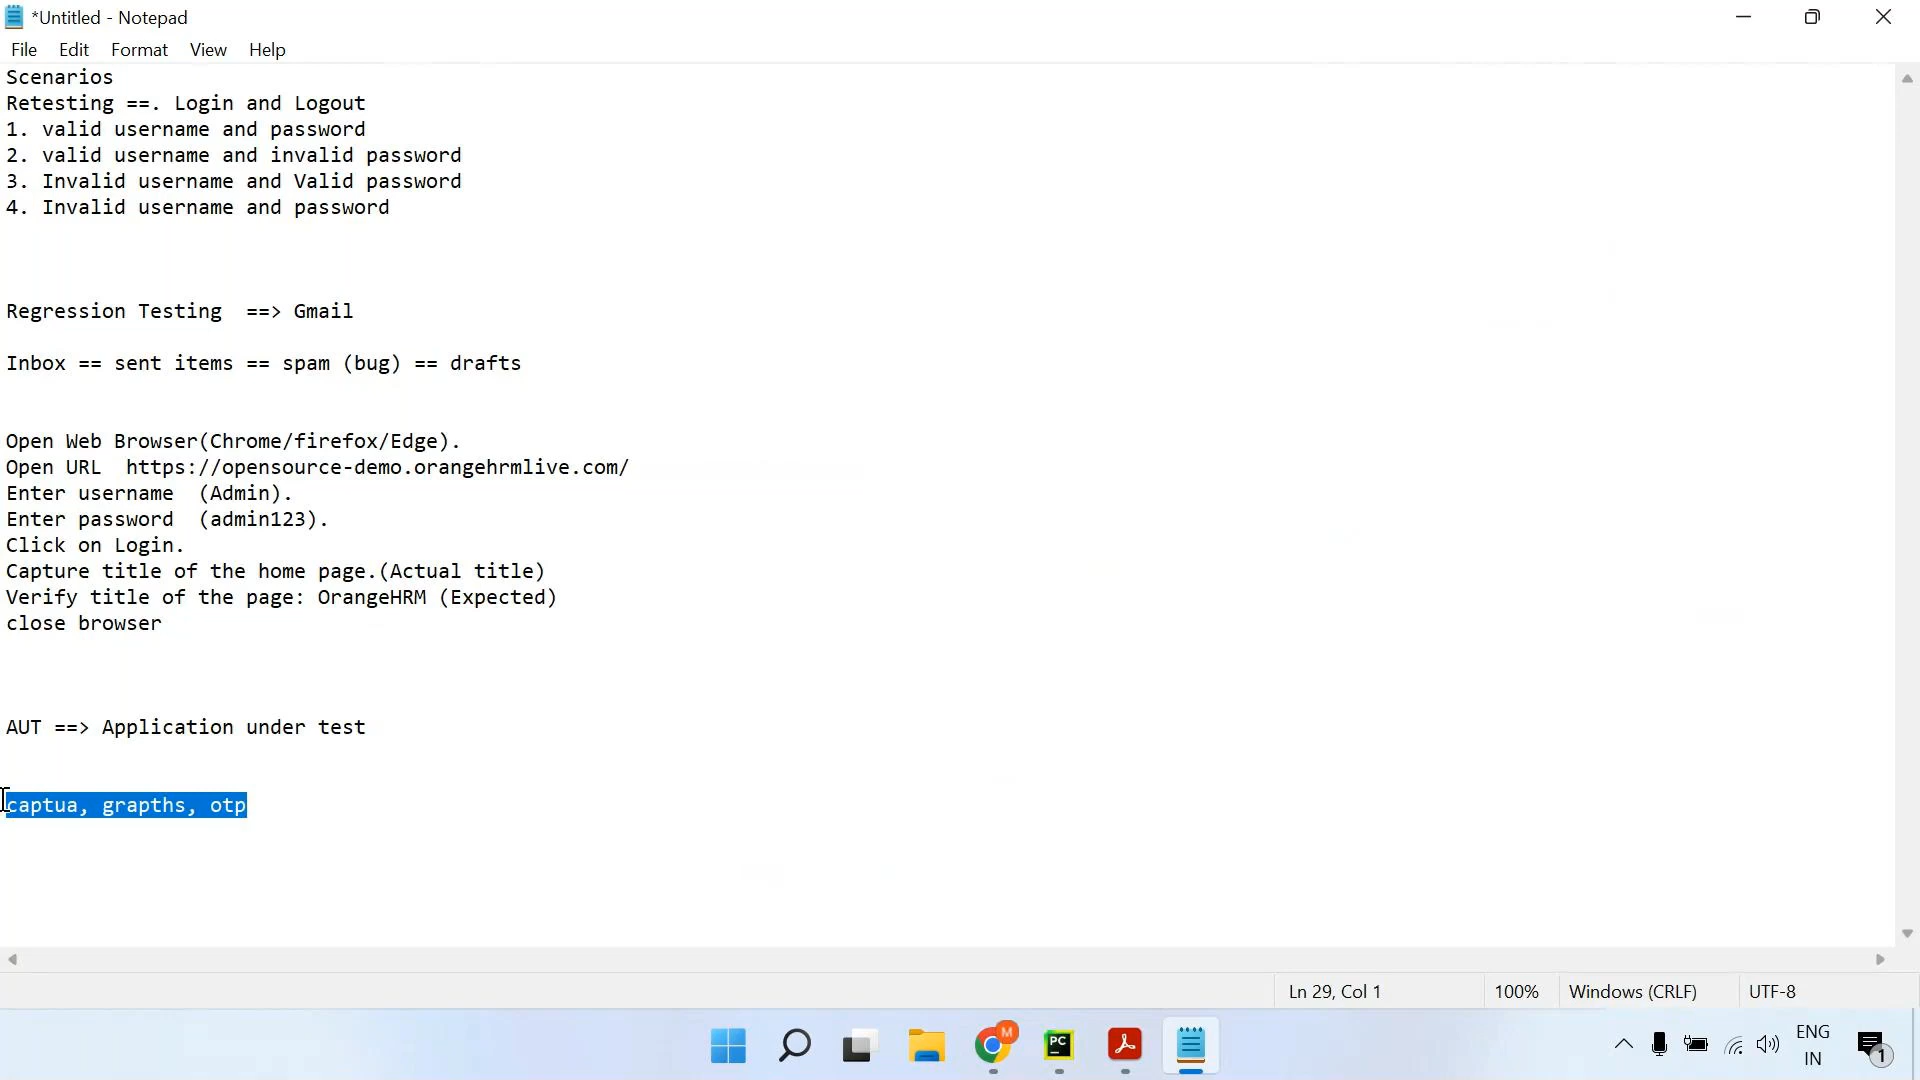 *Untitled - Notepad
File Edit Format View Help
Scenarios
Retesting ==. Login and Logout
1. valid username and password
2. valid username and invalid password
3. Invalid username and Valid password
4. Invalid username and password
Regression Testing  ==> Gmail
Inbox == sent items == spam (bug) == drafts
Open Web Browser(Chrome/firefox/Edge).
Open URL  https://opensource-demo.orangehrmlive.com/
Enter username  (Admin).
Enter password  (admin123).
Click on Login.
Capture title of the home page.(Actual title)
Verify title of the page: OrangeHRM (Expected)
close browser
AUT ==> Application under test
captua, grapths, otp
Ln 29, Col 1 100% Windows (CRLF) UTF-8
M PC ENG
IN 1